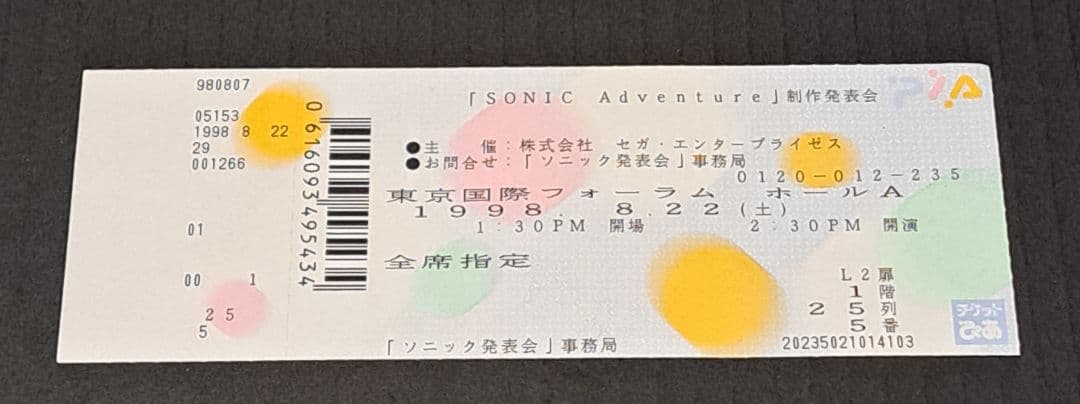 980807
05153
1998 8 22
29
001266
01
00 1
25
5
0616093495434
「SONIC Adventure」制作発表会
PIA
●主 催:株式会社 セガ・エンタープライゼス
●お問合せ:「ソニック発表会」事務局
0120-012-235
東京国際フォーラム ホールA
1998. 8.22(土)
1:30PM 開場 2:30PM 開演
全席指定
L2扉
1階
25列
5番
「ソニック発表会」事務局
20235021014103
チケット
ぴあ